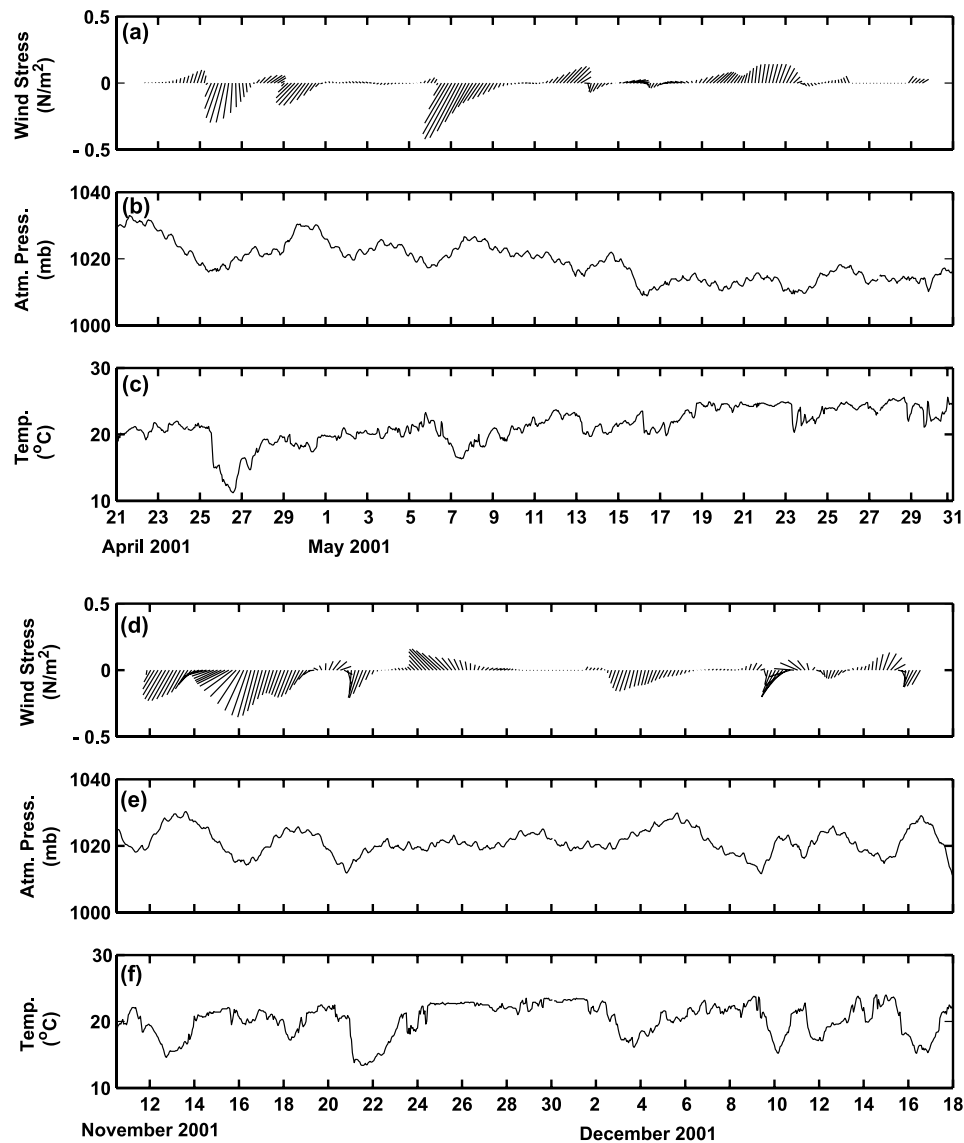 (a)
Wind Stress
(N/m²)
0.5
0
- 0.5
(b)
Atm. Press.
(mb)
1040
1020
1000
(c)
Temp.
(°C)
30
20
10
21 23 25 27 29 1 3 5 7 9 11 13 15 17 19 21 23 25 27 29 31
April 2001 May 2001
(d)
Wind Stress
(N/m²)
0.5
0
- 0.5
(e)
Atm. Press.
(mb)
1040
1020
1000
(f)
Temp.
(°C)
30
20
10
12 14 16 18 20 22 24 26 28 30 2 4 6 8 10 12 14 16 18
November 2001 December 2001